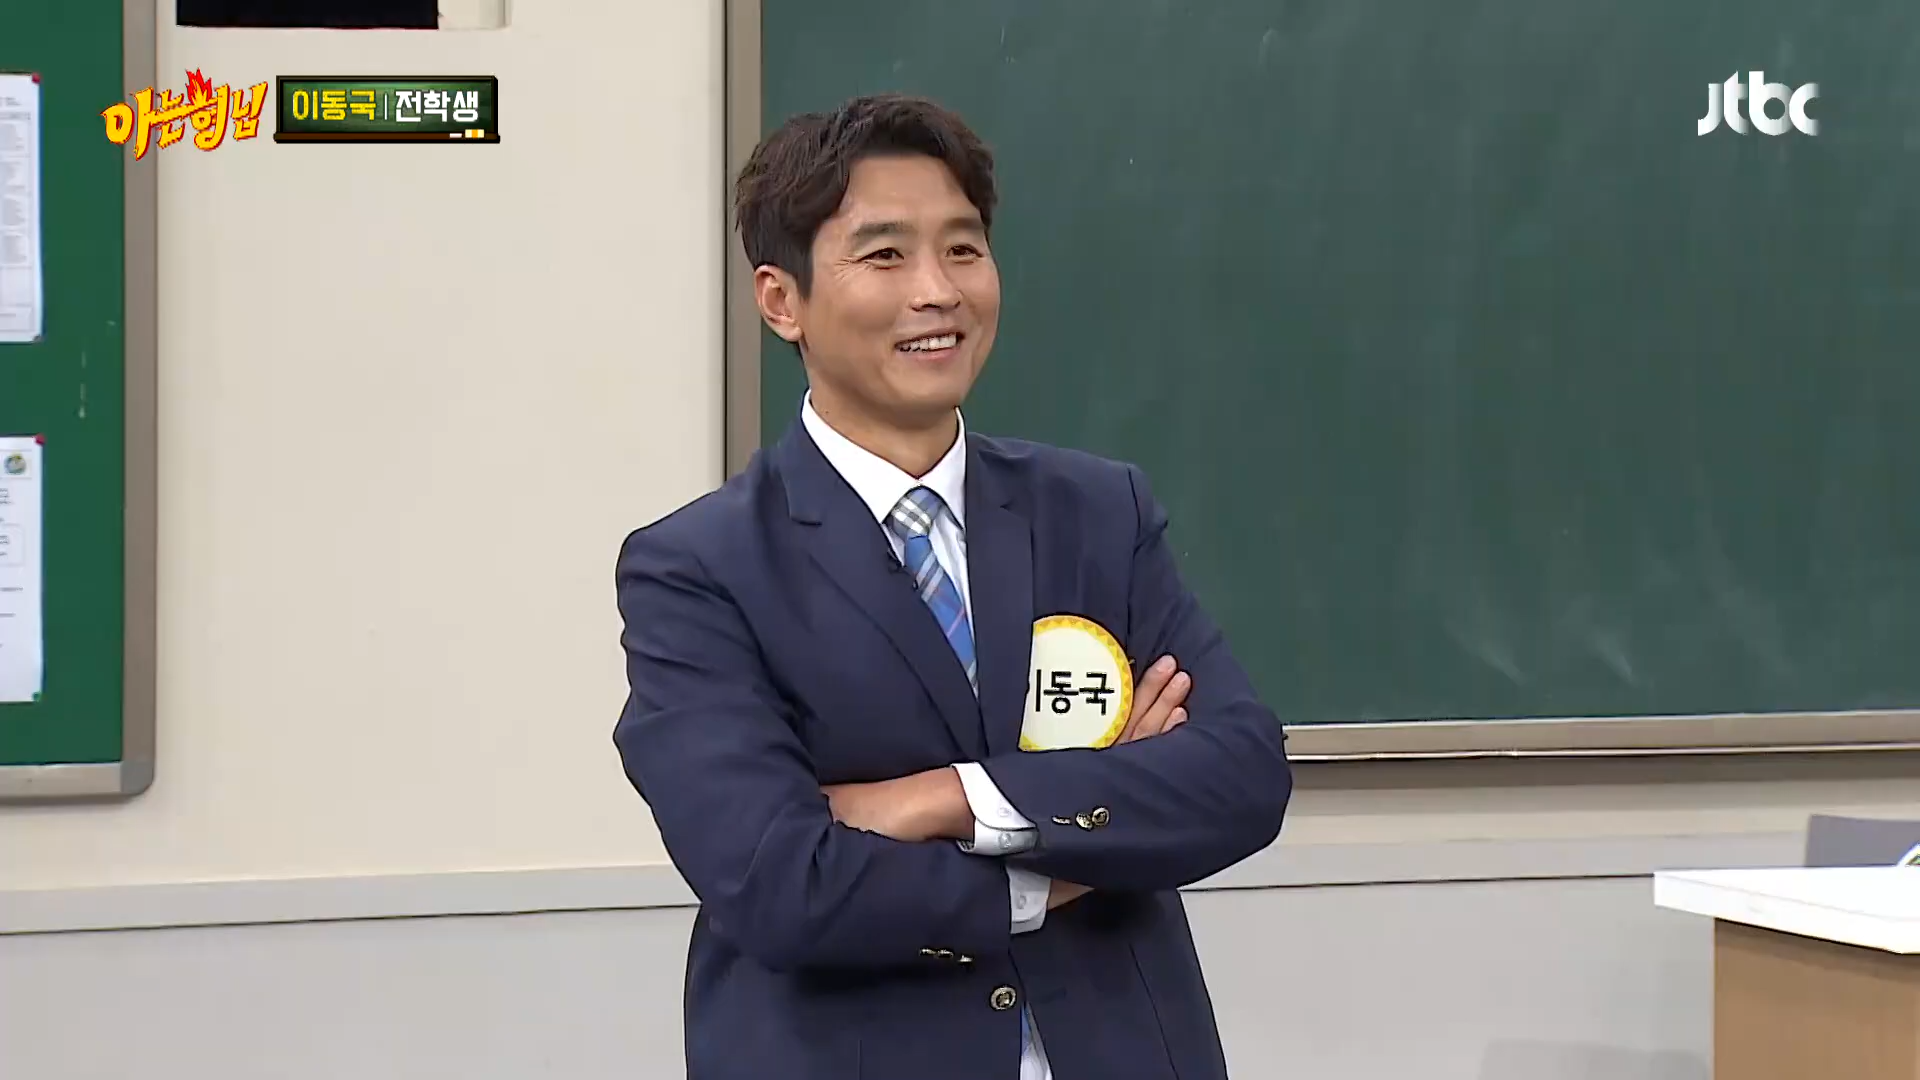 아는형님
이동국 | 전학생
jtbc
이동국